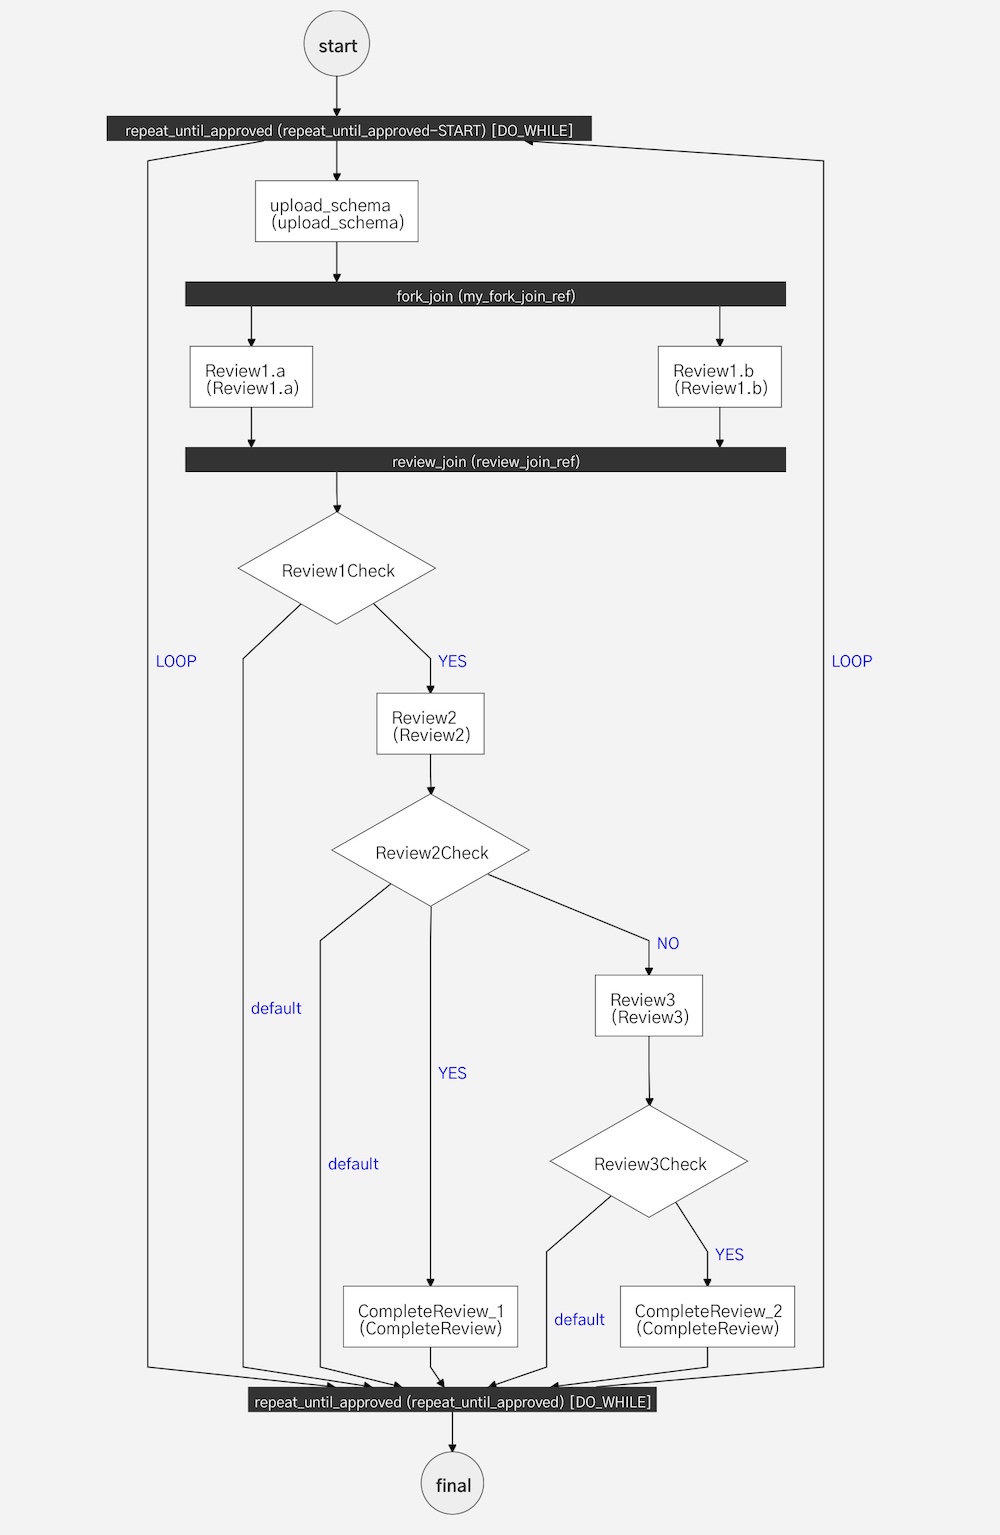 start
repeat_until_approved (repeat_until_approved-START) [DO_WHILE]
upload_schema
(upload_schema)
fork_join (my_fork_join_ref)
Review1.a
(Review1.a)
Review1.b
(Review1.b)
review_join (review_join_ref)
Review1Check
LOOP
YES
LOOP
Review2
(Review2)
Review2Check
NO
default
Review3
(Review3)
YES
default
Review3Check
YES
CompleteReview_1
(CompleteReview)
default
CompleteReview_2
(CompleteReview)
repeat_until_approved (repeat_until_approved) [DO_WHILE]
final